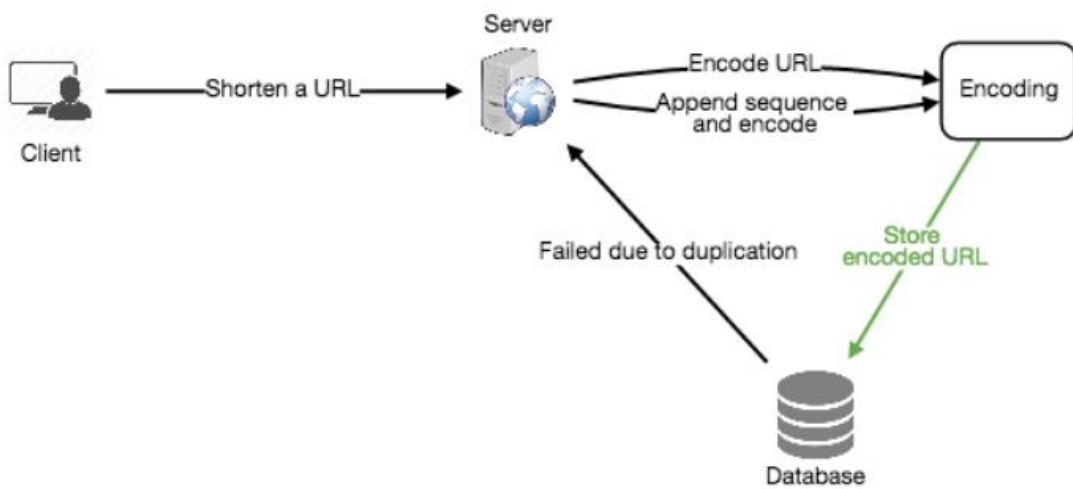 Server
Shorten a URL
Client
Encode URL
Append sequence
and encode
Encoding
Failed due to duplication
Store
encoded URL
Database